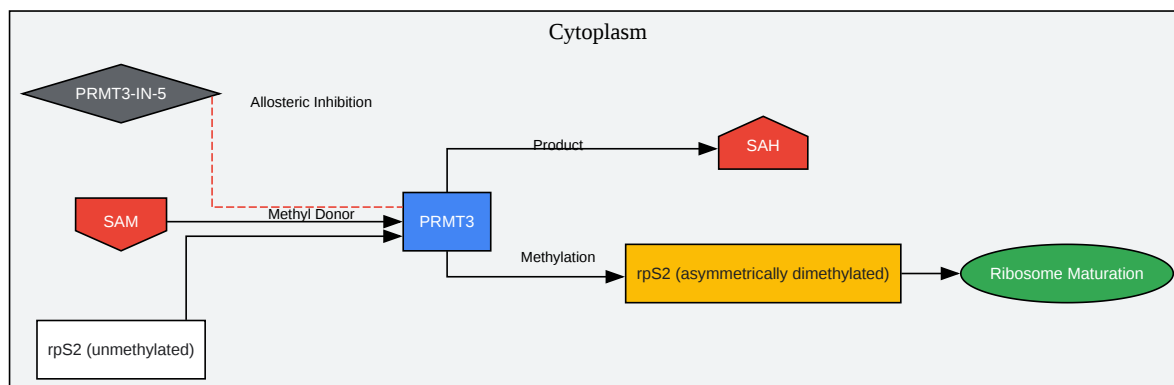 Cytoplasm
PRMT3-IN-5
Allosteric Inhibition
Product
SAH
SAM
Methyl Donor
PRMT3
Methylation
rpS2 (asymmetrically dimethylated)
Ribosome Maturation
rpS2 (unmethylated)